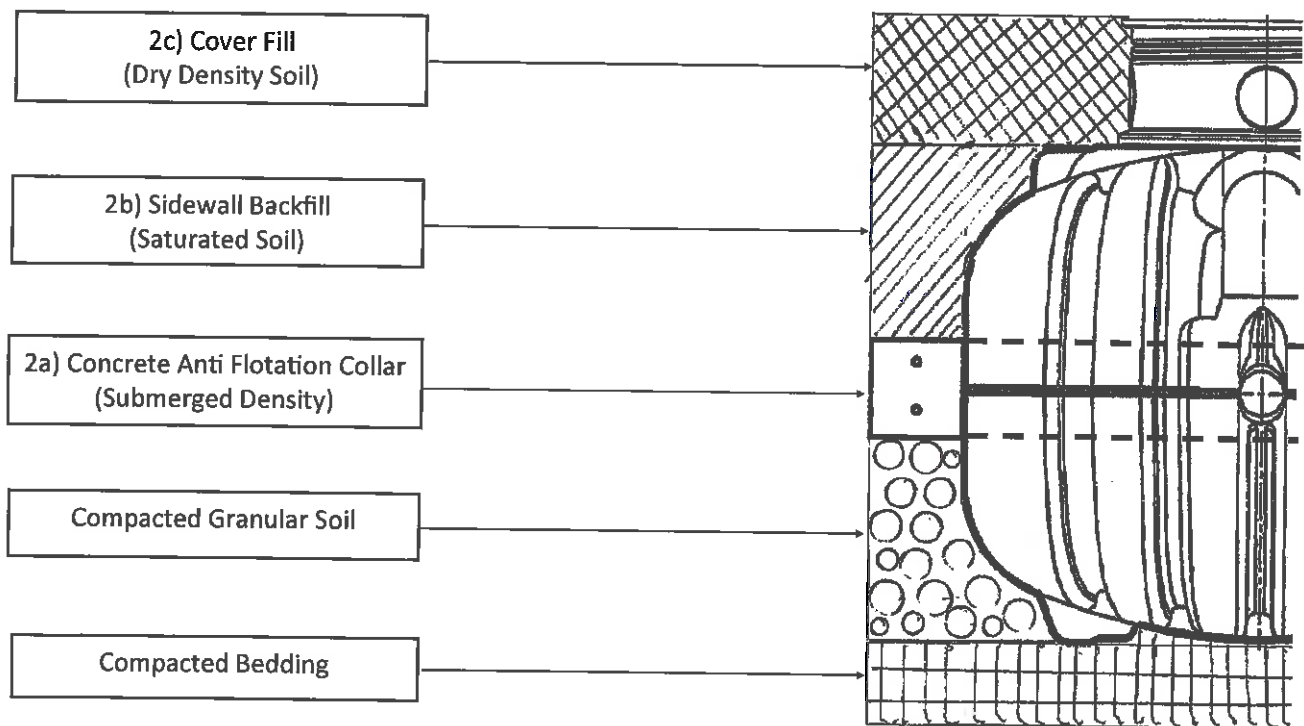 2c) Cover Fill
(Dry Density Soil)
2b) Sidewall Backfill
(Saturated Soil)
2a) Concrete Anti Flotation Collar
(Submerged Density)
Compacted Granular Soil
Compacted Bedding